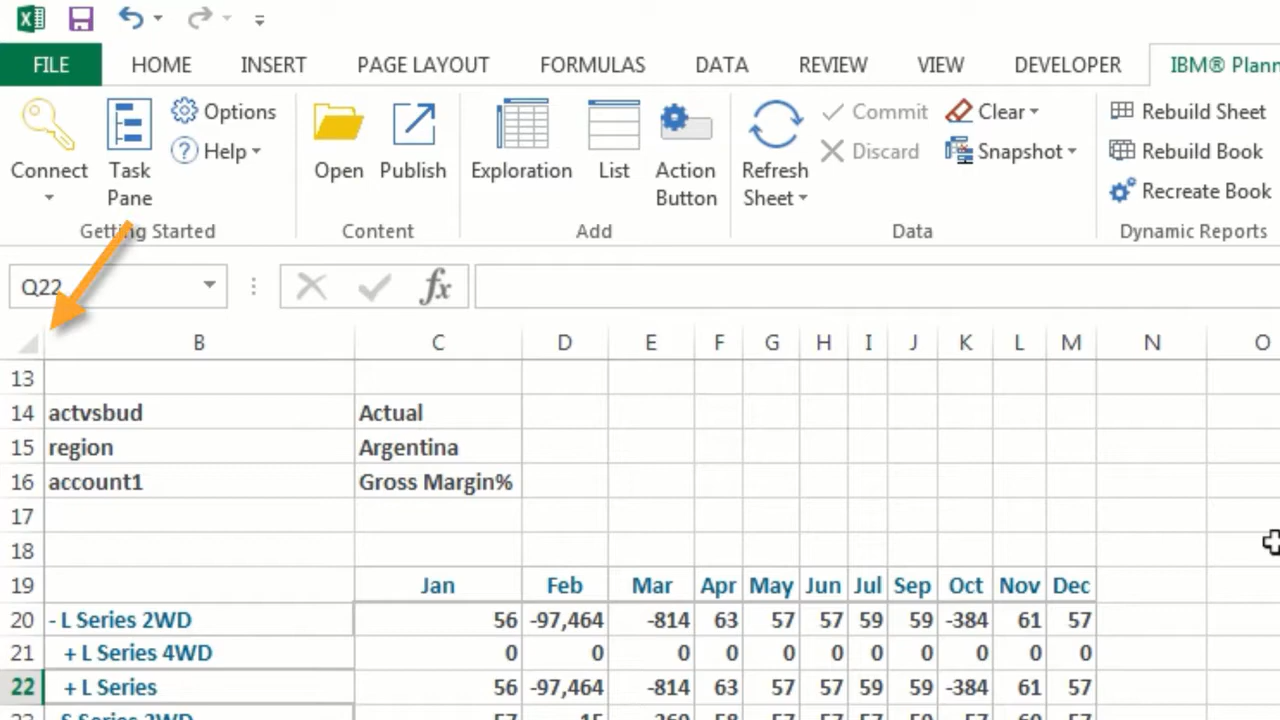 FILE HOME INSERT PAGE LAYOUT FORMULAS DATA REVIEW VIEW DEVELOPER IBM® Plann
Connect Task Pane Options Help Open Publish Exploration List Action Button Refresh Sheet Commit Discard Clear Snapshot Rebuild Sheet Rebuild Book Recreate Book
Getting Started Content Add Data Dynamic Reports
Q22 fx
B C D E F G H I J K L M N O
13
14 actvsbud Actual
15 region Argentina
16 account1 Gross Margin%
17
18
19 Jan Feb Mar Apr May Jun Jul Sep Oct Nov Dec
20 - L Series 2WD 56 -97,464 -814 63 57 57 59 59 -384 61 57
21 + L Series 4WD 0 0 0 0 0 0 0 0 0 0 0
22 + L Series 56 -97,464 -814 63 57 57 59 59 -384 61 57